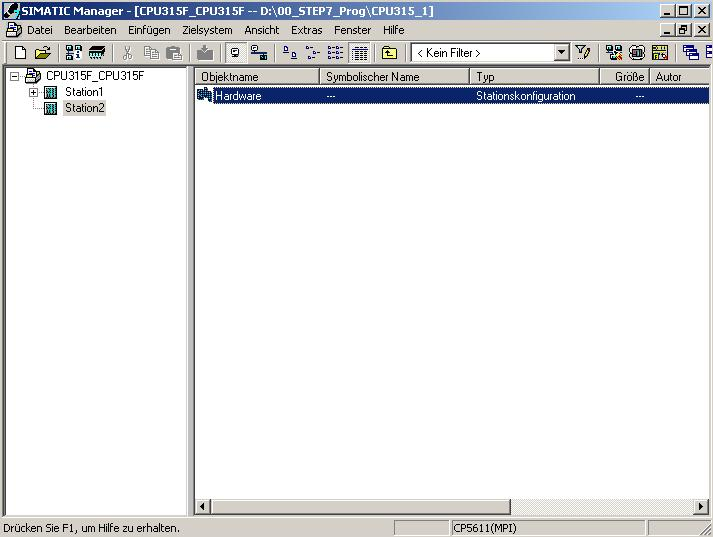 SIMATIC Manager - [CPU315F_CPU315F -- D:\00_STEP7_Prog\CPU315_1]
Datei Bearbeiten Einfügen Zielsystem Ansicht Extras Fenster Hilfe
< Kein Filter >
CPU315F_CPU315F
Station1
Station2
Objektname Symbolischer Name Typ Größe Autor
Hardware --- Stationskonfiguration ---
Drücken Sie F1, um Hilfe zu erhalten. CP5611(MPI)